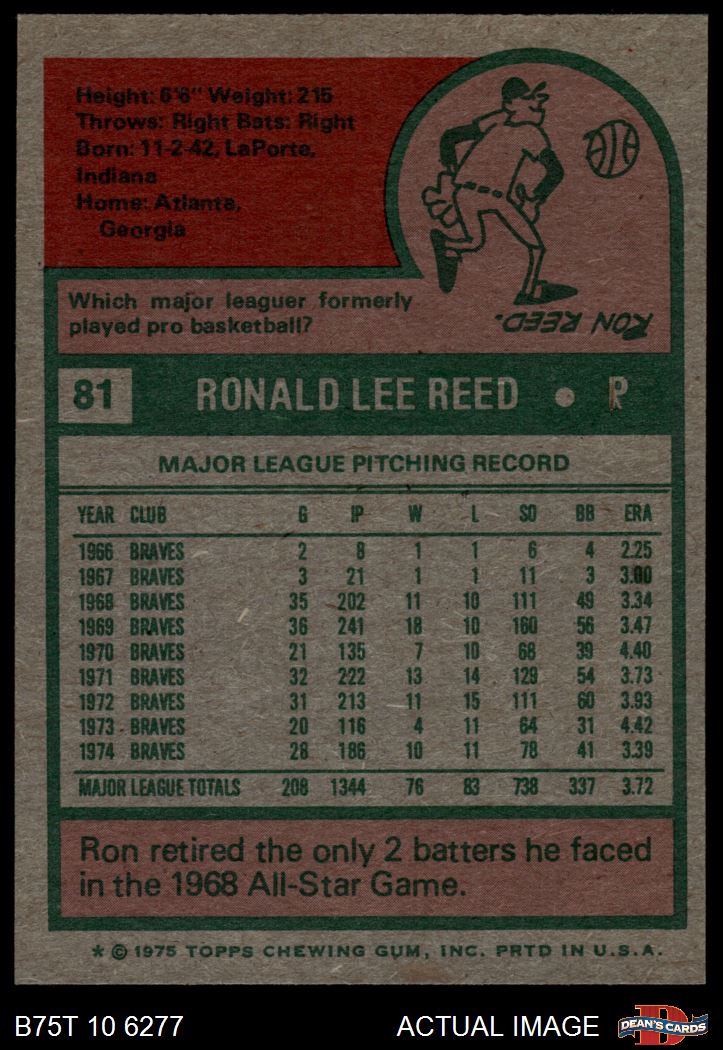 Height: 6'6" Weight: 215
Throws: Right Bats: Right
Born: 11-2-42, LaPorte,
Indiana
Home: Atlanta,
Georgia
Which major leaguer formerly
played pro basketball?
RON REED.
81 RONALD LEE REED • P
MAJOR LEAGUE PITCHING RECORD
YEAR CLUB G IP W L SO BB ERA
1966 BRAVES 2 8 1 1 6 4 2.25
1967 BRAVES 3 21 1 1 11 3 3.00
1968 BRAVES 35 202 11 10 111 49 3.34
1969 BRAVES 36 241 18 10 160 56 3.47
1970 BRAVES 21 135 7 10 68 39 4.40
1971 BRAVES 32 222 13 14 129 54 3.73
1972 BRAVES 31 213 11 15 111 60 3.93
1973 BRAVES 20 116 4 11 64 31 4.42
1974 BRAVES 28 186 10 11 78 41 3.39
MAJOR LEAGUE TOTALS 208 1344 76 83 738 337 3.72
Ron retired the only 2 batters he faced
in the 1968 All-Star Game.
* © 1975 TOPPS CHEWING GUM, INC. PRTD IN U.S.A.
B75T 10 6277 ACTUAL IMAGE D DEAN'S CARDS